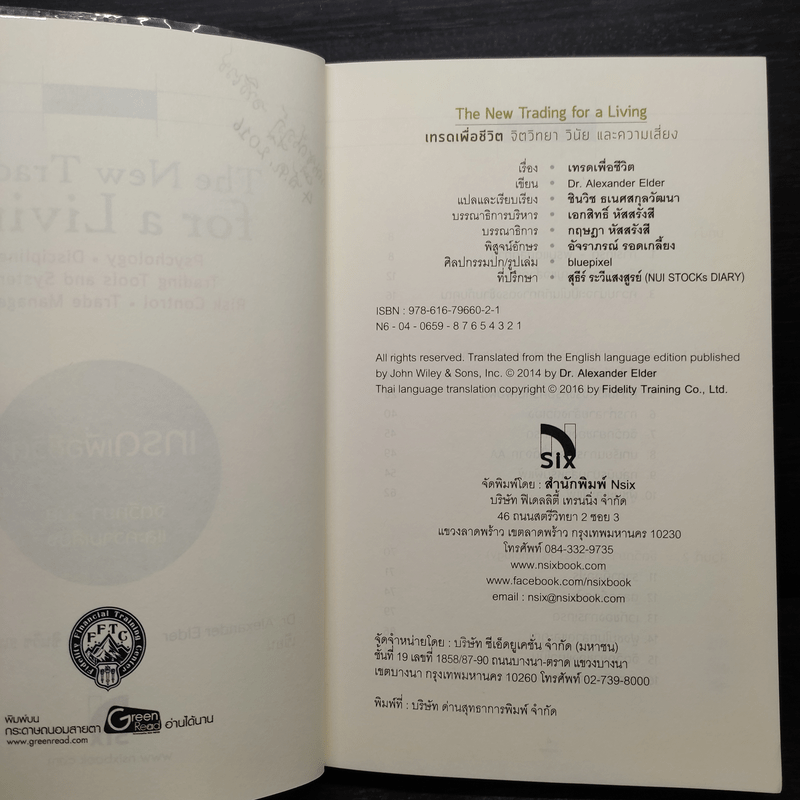 Fidelity Financial Training Center
FFTC
พิมพ์บน
กระดาษถนอมสายตา
Green Read
อ่านได้นาน
www.greenread.com
The New Trading for a Living
เทรดเพื่อชีวิต จิตวิทยา วินัย และความเสี่ยง
เรื่อง • เทรดเพื่อชีวิต
เขียน • Dr. Alexander Elder
แปลและเรียบเรียง • ชินวิช ธเนศสกุลวัฒนา
บรรณาธิการบริหาร • เอกสิทธิ์ หัสสรังสี
บรรณาธิการ • กฤษฎา หัสสรังสี
พิสูจน์อักษร • อัจราภรณ์ รอดเกลี้ยง
ศิลปกรรมปก/รูปเล่ม • bluepixel
ที่ปรึกษา • สุธีร์ ระวีแสงสูรย์ (NUI STOCKs DIARY)
ISBN : 978-616-79660-2-1
N6 - 04 - 0659 - 8 7 6 5 4 3 2 1
All rights reserved. Translated from the English language edition published
by John Wiley & Sons, Inc. © 2014 by Dr. Alexander Elder
Thai language translation copyright © 2016 by Fidelity Training Co., Ltd.
N
six
จัดพิมพ์โดย : สำนักพิมพ์ Nsix
บริษัท ฟิเดลลิตี้ เทรนนิ่ง จำกัด
46 ถนนสตรีวิทยา 2 ซอย 3
แขวงลาดพร้าว เขตลาดพร้าว กรุงเทพมหานคร 10230
โทรศัพท์ 084-332-9735
www.nsixbook.com
www.facebook.com/nsixbook
email : nsix@nsixbook.com
จัดจำหน่ายโดย : บริษัท ซีเอ็ดยูเคชั่น จำกัด (มหาชน)
ชั้นที่ 19 เลขที่ 1858/87-90 ถนนบางนา-ตราด แขวงบางนา
เขตบางนา กรุงเทพมหานคร 10260 โทรศัพท์ 02-739-8000
พิมพ์ที่ : บริษัท ด่านสุทธาการพิมพ์ จำกัด